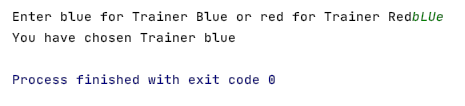 Enter blue for Trainer Blue or red for Trainer RedbLUe
You have chosen Trainer blue
Process finished with exit code 0